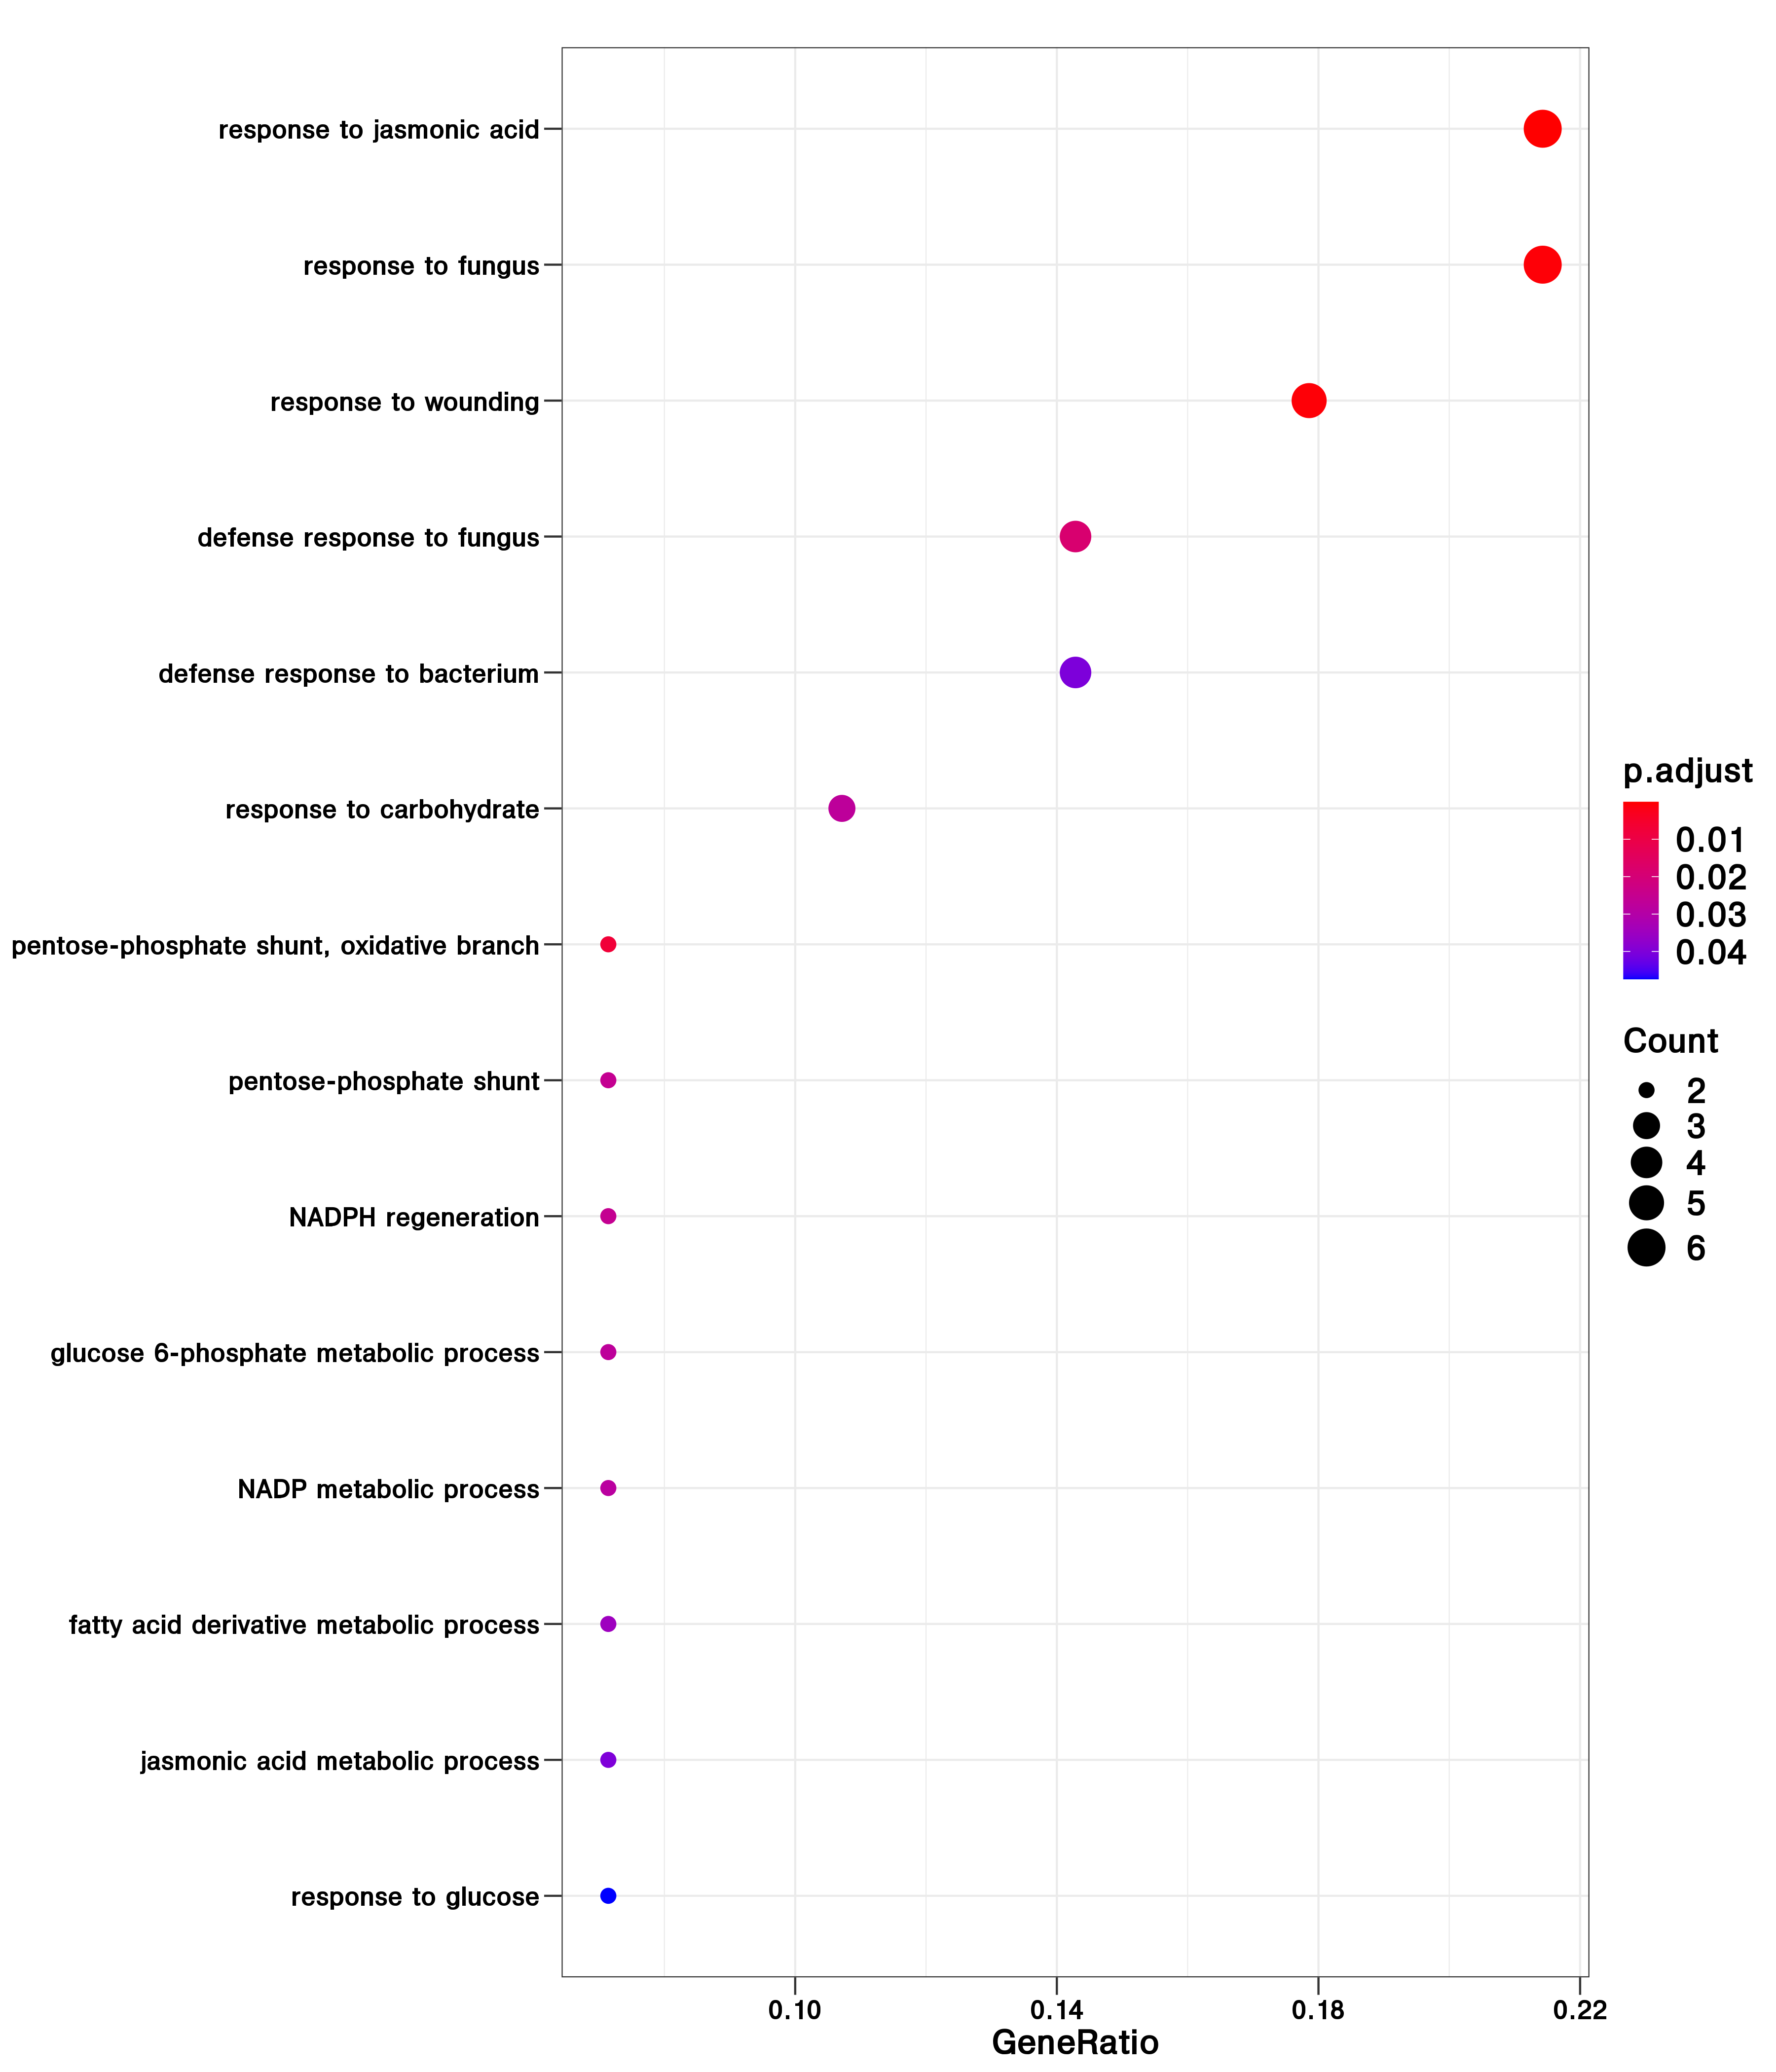 response to jasmonic acid
response to fungus
response to wounding
defense response to fungus
defense response to bacterium
response to carbohydrate
pentose-phosphate shunt, oxidative branch
pentose-phosphate shunt
NADPH regeneration
glucose 6-phosphate metabolic process
NADP metabolic process
fatty acid derivative metabolic process
jasmonic acid metabolic process
response to glucose
0.10 0.14 0.18 0.22
GeneRatio
p.adjust
0.01
0.02
0.03
0.04
Count
2
3
4
5
6